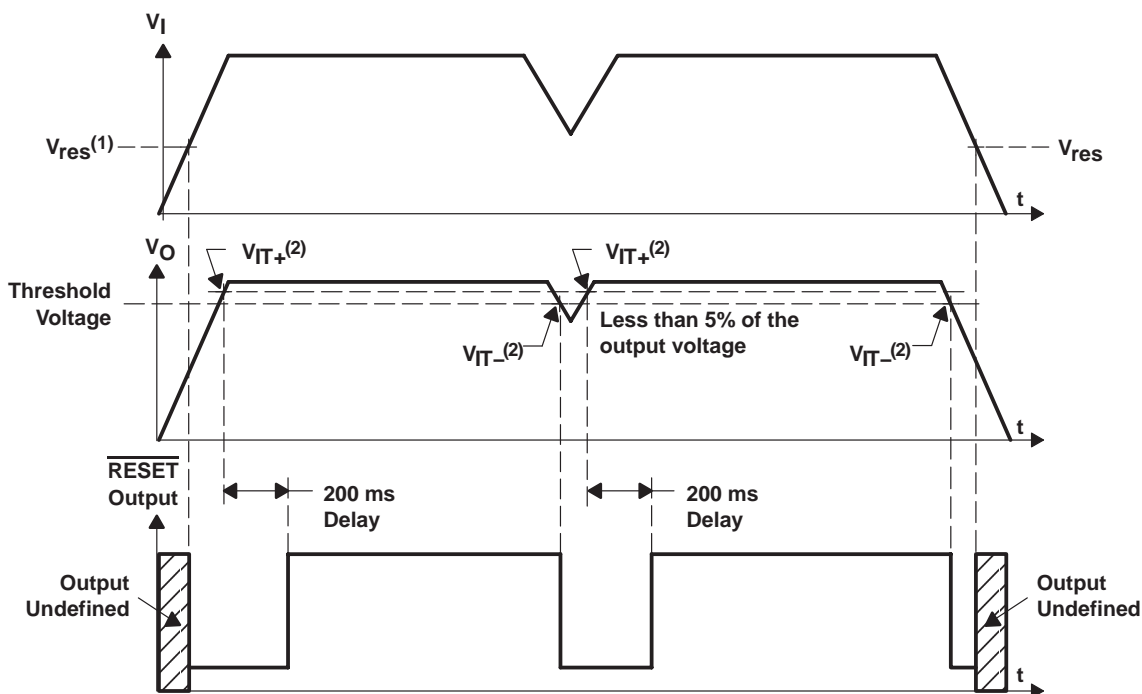 VI
Vres(1)
Vres
t
VO
VIT+(2)
VIT+(2)
Threshold
Voltage
Less than 5% of the
output voltage
VIT–(2)
VIT–(2)
t
RESET
Output
200 ms
Delay
200 ms
Delay
Output
Undefined
Output
Undefined
t